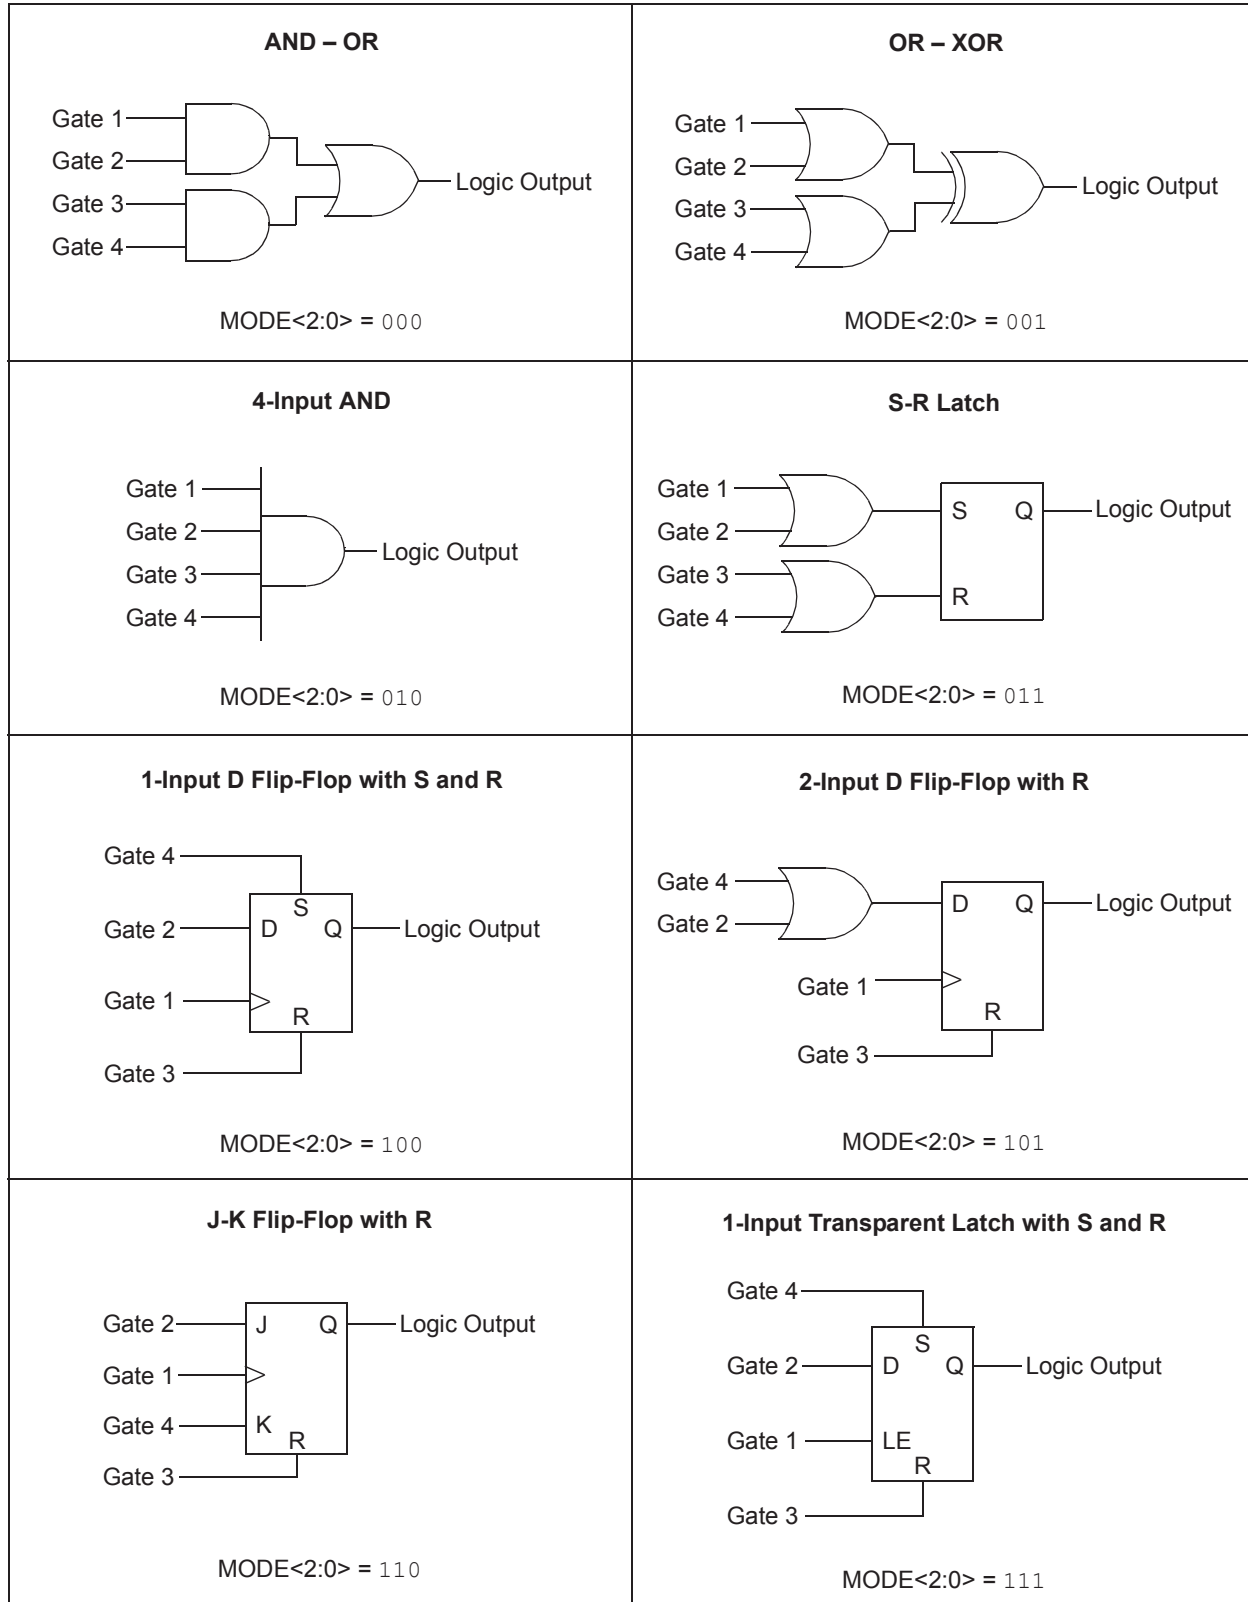 AND – OR
Gate 1
Gate 2
Gate 3
Gate 4
Logic Output
MODE<2:0> = 000
OR – XOR
Gate 1
Gate 2
Gate 3
Gate 4
Logic Output
MODE<2:0> = 001
4-Input AND
Gate 1
Gate 2
Gate 3
Gate 4
Logic Output
MODE<2:0> = 010
S-R Latch
Gate 1
Gate 2
Gate 3
Gate 4
S Q
R
Logic Output
MODE<2:0> = 011
1-Input D Flip-Flop with S and R
Gate 4
S
Gate 2
D Q
Logic Output
Gate 1
R
Gate 3
MODE<2:0> = 100
2-Input D Flip-Flop with R
Gate 4
Gate 2
D Q
Logic Output
Gate 1
R
Gate 3
MODE<2:0> = 101
J-K Flip-Flop with R
Gate 2
J Q
Logic Output
Gate 1
Gate 4
K
R
Gate 3
MODE<2:0> = 110
1-Input Transparent Latch with S and R
Gate 4
S
Gate 2
D Q
Logic Output
Gate 1
LE
R
Gate 3
MODE<2:0> = 111